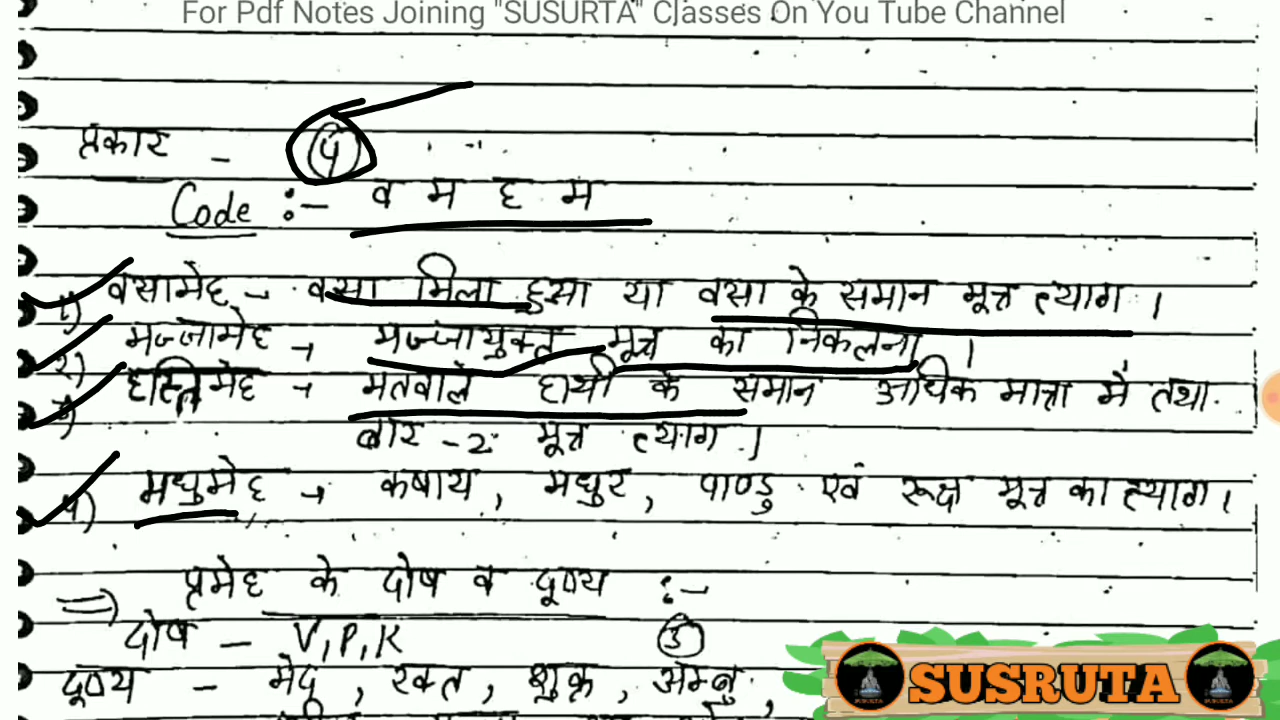 For Pdf Notes Joining "SUSURTA" Classes On You Tube Channel
प्रकार - (4)
Code :- व म ह म
1) वसामेह - वसा मिला हुआ या वसा के समान मूत्र त्याग ।
2) मज्जामेह → मज्जायुक्त मूत्र का निकलना ।
3) हस्तिमेह → मतवाले हाथी के समान अधिक मात्रा में तथा
बार -2 मूत्र त्याग ।
4) मधुमेह → कषाय, मधुर, पाण्डु एवं रूक्ष मूत्र का त्याग ।
=) प्रमेह के दोष व दूष्य :-
दोष - V, P, K (3)
दूष्य - मेद, रक्त, शुक्र, अम्बु,
SUSRUTA